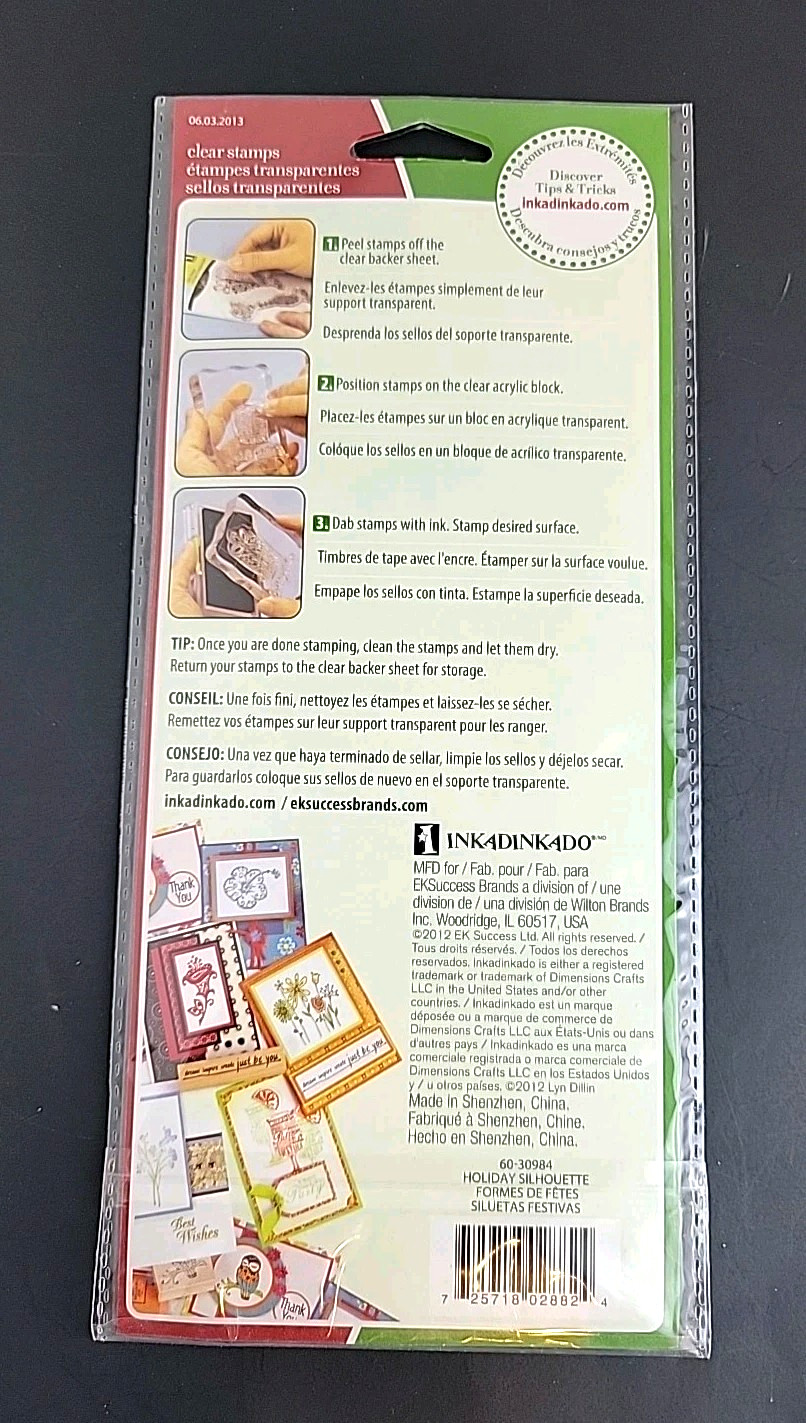 06.03.2013
clear stamps
étampes transparentes
sellos transparentes
Découvrez les Extrémités
Discover
Tips & Tricks
Inkadinkado.com
Descubra consejos y trucos
1. Peel stamps off the
clear backer sheet.
Enlevez-les étampes simplement de leur
support transparent.
Desprenda los sellos del soporte transparente.
2. Position stamps on the clear acrylic block.
Placez-les étampes sur un bloc en acrylique transparent.
Colóque los sellos en un bloque de acrílico transparente.
3. Dab stamps with ink. Stamp desired surface.
Timbres de tape avec l'encre. Étamper sur la surface voulue.
Empape los sellos con tinta. Estampe la superficie deseada.
TIP: Once you are done stamping, clean the stamps and let them dry.
Return your stamps to the clear backer sheet for storage.
CONSEIL: Une fois fini, nettoyez les étampes et laissez-les se sécher.
Remettez vos étampes sur leur support transparent pour les ranger.
CONSEJO: Una vez que haya terminado de sellar, limpie los sellos y déjelos secar.
Para guardarlos coloque sus sellos de nuevo en el soporte transparente.
inkadinkado.com / eksuccessbrands.com
INKADINKADO®/MD
MFD for / Fab. pour / Fab. para
EKSuccess Brands a division of / une
division de / una división de Wilton Brands
Inc. Woodridge, IL 60517, USA
©2012 EK Success Ltd. All rights reserved. /
Tous droits réservés. / Todos los derechos
reservados. Inkadinkado is either a registered
trademark or trademark of Dimensions Crafts
LLC in the United States and/or other
countries. / Inkadinkado est un marque
déposée ou a marque de commerce de
Dimensions Crafts LLC aux États-Unis ou dans
d'autres pays / Inkadinkado es una marca
comerciale registrada o marca comerciale de
Dimensions Crafts LLC en los Estados Unidos
y / u otros países. ©2012 Lyn Dillin
Made in Shenzhen, China.
Fabriqué à Shenzhen, Chine.
Hecho en Shenzhen, China.
60-30984
HOLIDAY SILHOUETTE
FORMES DE FÊTES
SILUETAS FESTIVAS
7 25718 02882 4
Thank
You
dream inspire create just be you.
dream inspire create just be you.
Party
Best
Wishes
Thank
You